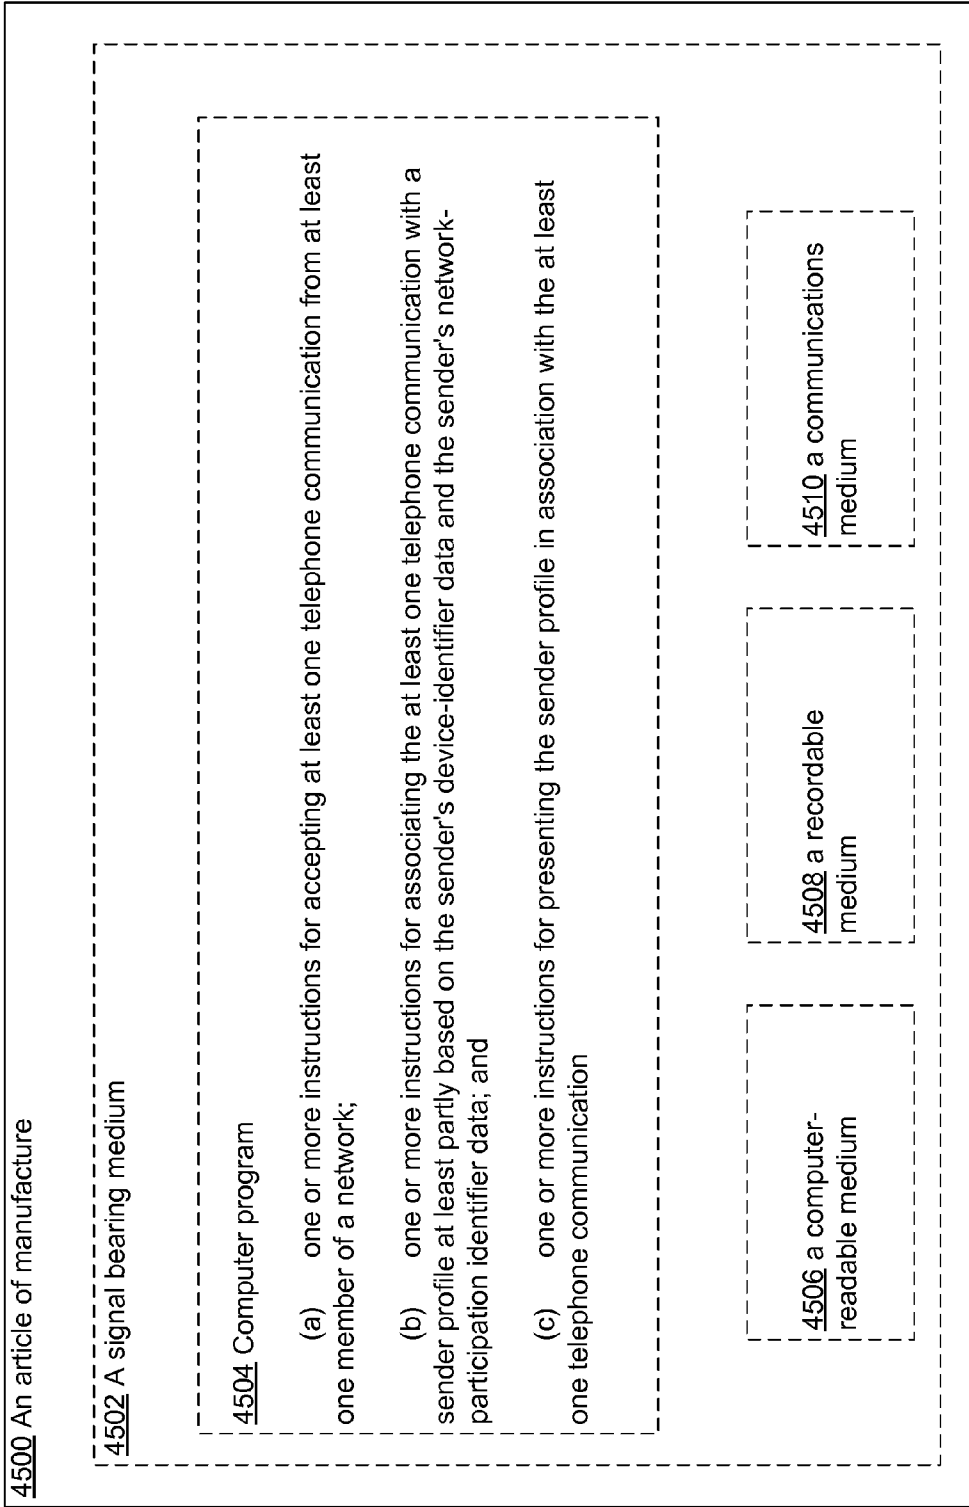 4500 An article of manufacture
4502 A signal bearing medium
4504 Computer program
(a) one or more instructions for accepting at least one telephone communication from at least
one member of a network;
(b) one or more instructions for associating the at least one telephone communication with a
sender profile at least partly based on the sender's device-identifier data and the sender's network-
participation identifier data; and
(c) one or more instructions for presenting the sender profile in association with the at least
one telephone communication
4506 a computer-
readable medium
4508 a recordable
medium
4510 a communications
medium